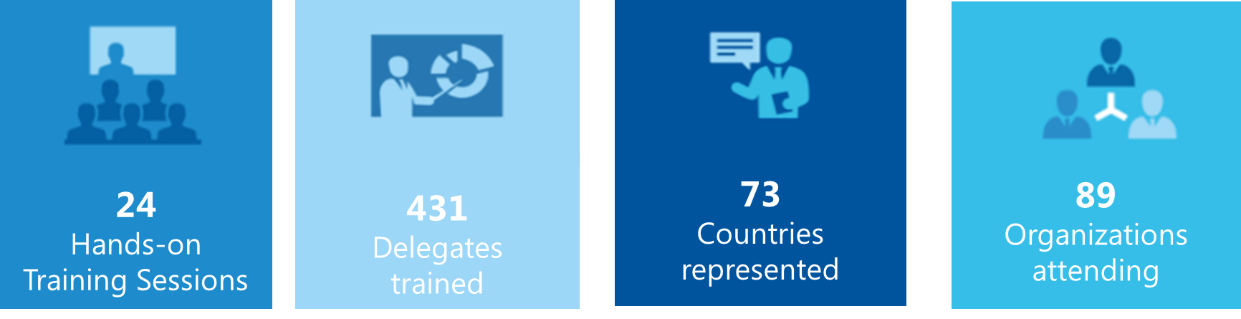 24
Hands-on
Training Sessions
431
Delegates
trained
73
Countries
represented
89
Organizations
attending